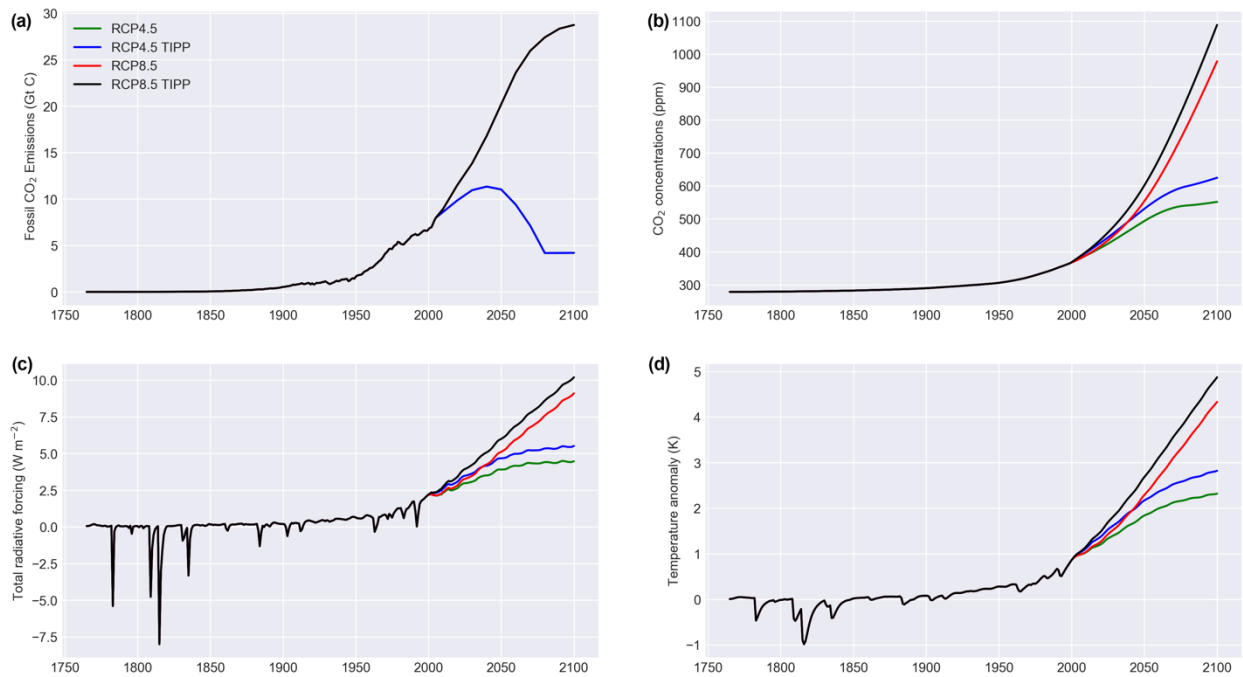 (a)
Fossil CO₂ Emissions (Gt C)
30
25
20
15
10
5
0
RCP4.5
RCP4.5 TIPP
RCP8.5
RCP8.5 TIPP
1750 1800 1850 1900 1950 2000 2050 2100
(b)
CO₂ concentrations (ppm)
1100
1000
900
800
700
600
500
400
300
1750 1800 1850 1900 1950 2000 2050 2100
(c)
Total radiative forcing (W m⁻²)
10.0
7.5
5.0
2.5
0.0
−2.5
−5.0
−7.5
1750 1800 1850 1900 1950 2000 2050 2100
(d)
Temperature anomaly (K)
5
4
3
2
1
0
−1
1750 1800 1850 1900 1950 2000 2050 2100